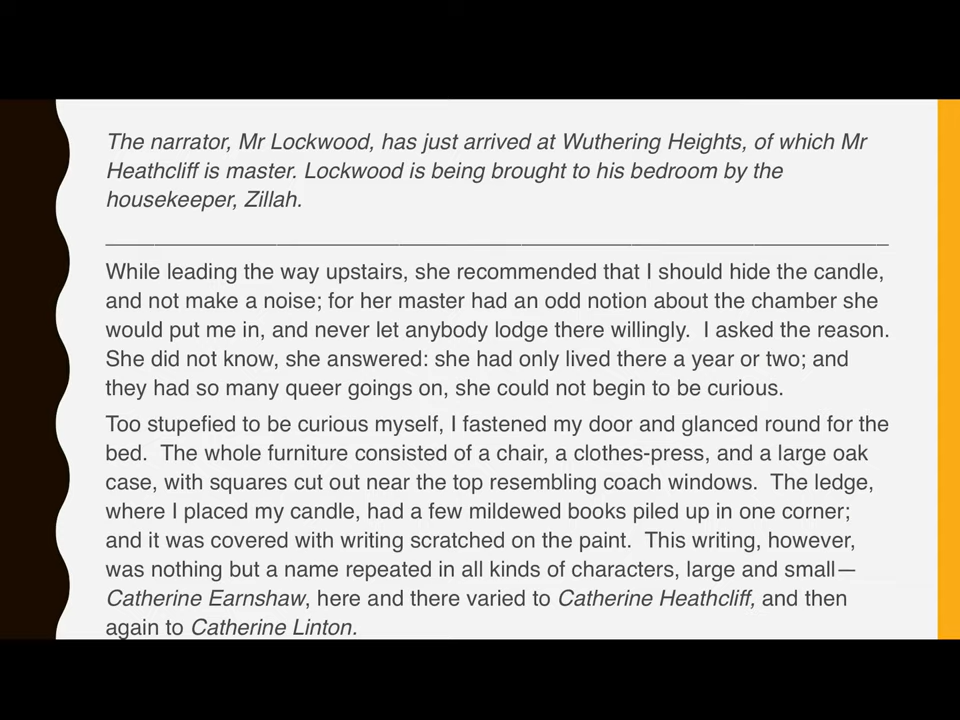 The narrator, Mr Lockwood, has just arrived at Wuthering Heights, of which Mr
Heathcliff is master. Lockwood is being brought to his bedroom by the
housekeeper, Zillah.
While leading the way upstairs, she recommended that I should hide the candle,
and not make a noise; for her master had an odd notion about the chamber she
would put me in, and never let anybody lodge there willingly.  I asked the reason.
She did not know, she answered: she had only lived there a year or two; and
they had so many queer goings on, she could not begin to be curious.
Too stupefied to be curious myself, I fastened my door and glanced round for the
bed.  The whole furniture consisted of a chair, a clothes-press, and a large oak
case, with squares cut out near the top resembling coach windows.  The ledge,
where I placed my candle, had a few mildewed books piled up in one corner;
and it was covered with writing scratched on the paint.  This writing, however,
was nothing but a name repeated in all kinds of characters, large and small—
Catherine Earnshaw, here and there varied to Catherine Heathcliff, and then
again to Catherine Linton.